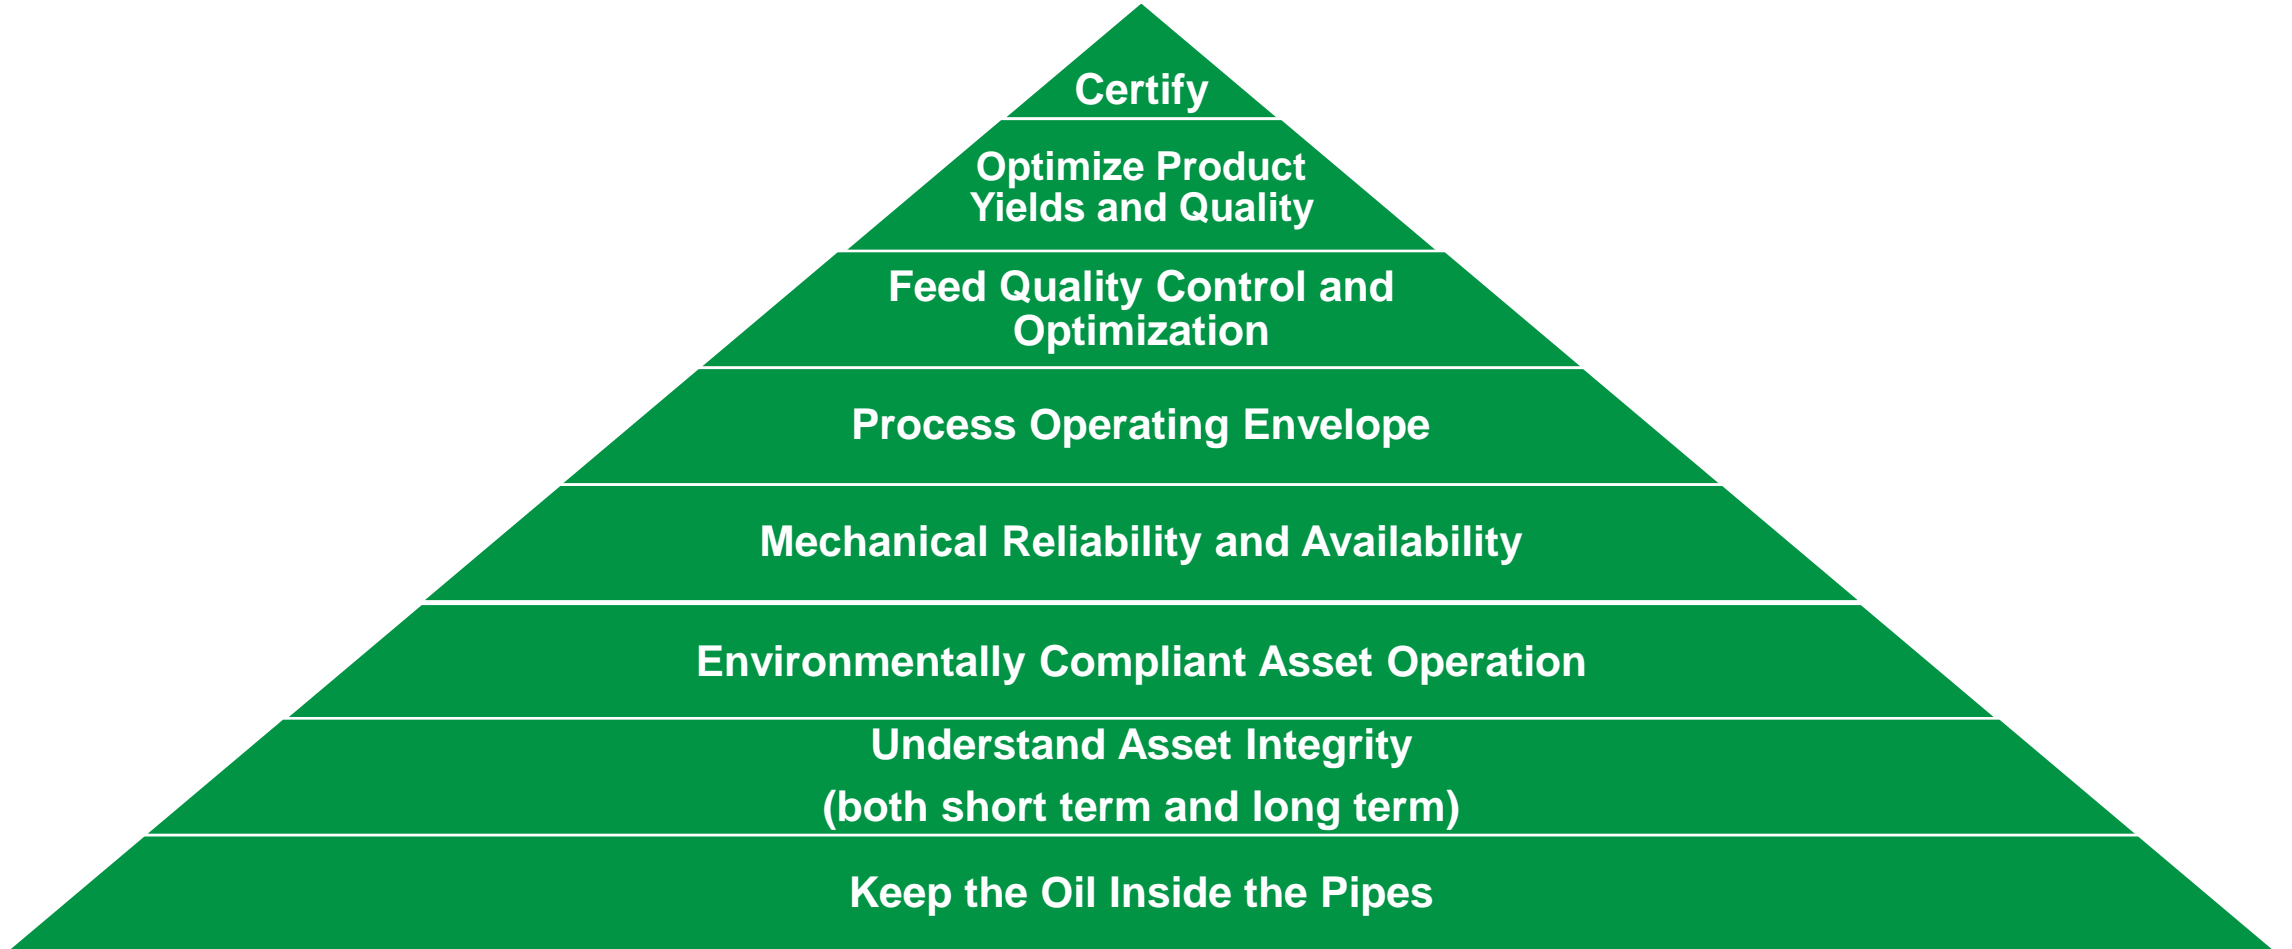 Certify
Optimize Product
Yields and Quality
Feed Quality Control and
Optimization
Process Operating Envelope
Mechanical Reliability and Availability
Environmentally Compliant Asset Operation
Understand Asset Integrity
(both short term and long term)
Keep the Oil Inside the Pipes